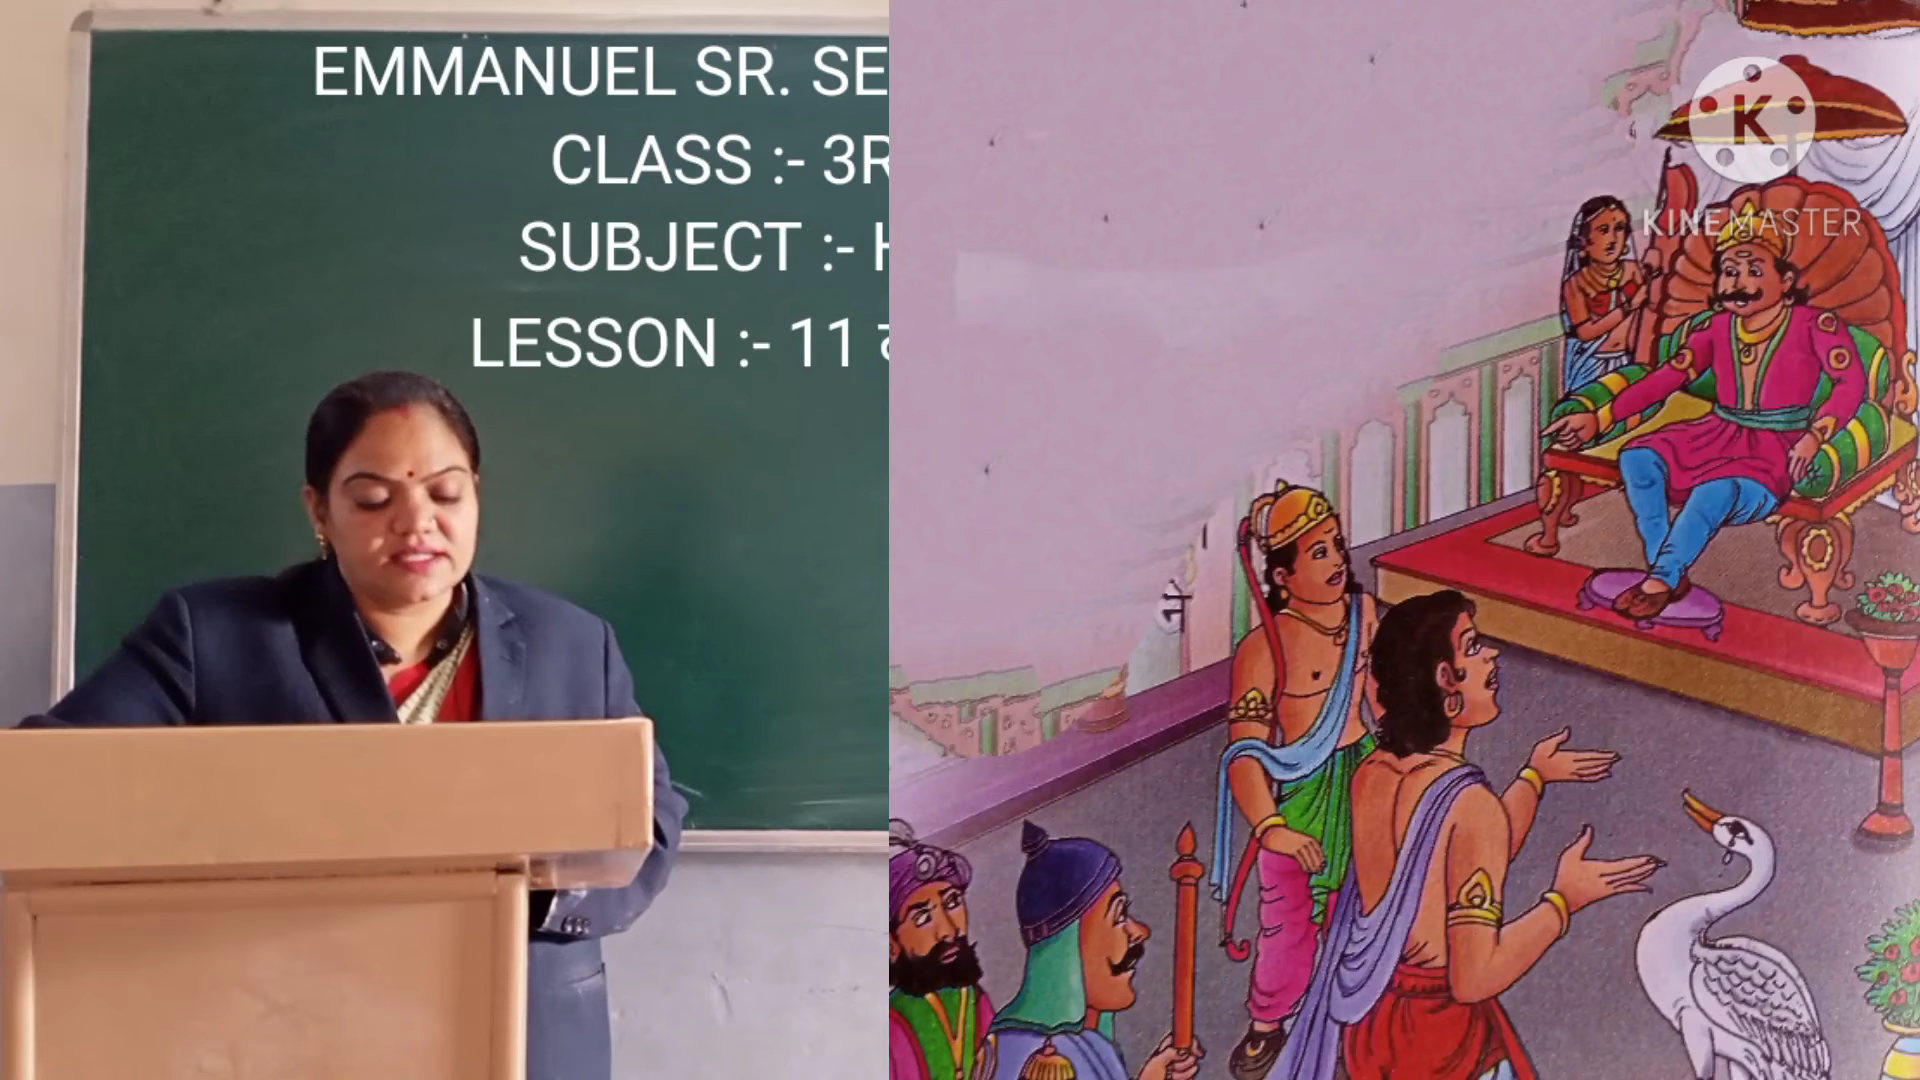 EMMANUEL SR. SE
CLASS :- 3R
SUBJECT :- H
LESSON :- 11
K
KINEMASTER
ने